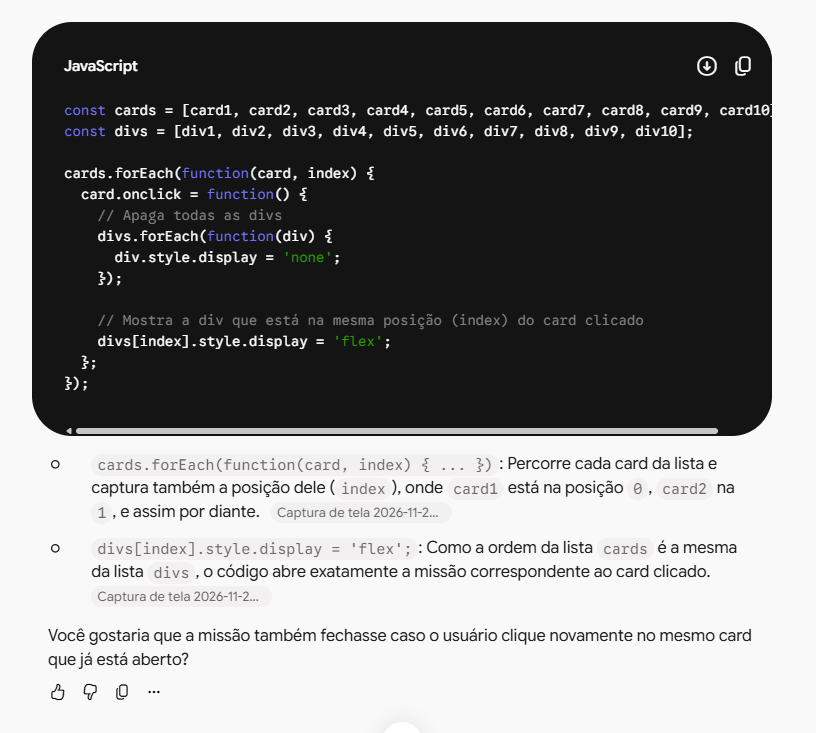 JavaScript
const cards = [card1, card2, card3, card4, card5, card6, card7, card8, card9, card10]
const divs = [div1, div2, div3, div4, div5, div6, div7, div8, div9, div10];
cards.forEach(function(card, index) {
card.onclick = function() {
// Apaga todas as divs
divs.forEach(function(div) {
div.style.display = 'none';
});
// Mostra a div que está na mesma posição (index) do card clicado
divs[index].style.display = 'flex';
};
});
cards.forEach(function(card, index) { ... }) : Percorre cada card da lista e
captura também a posição dele ( index ), onde card1 está na posição 0 , card2 na
1 , e assim por diante. Captura de tela 2026-11-2...
divs[index].style.display = 'flex'; : Como a ordem da lista cards é a mesma
da lista divs , o código abre exatamente a missão correspondente ao card clicado.
Captura de tela 2026-11-2...
Você gostaria que a missão também fechasse caso o usuário clique novamente no mesmo card
que já está aberto?